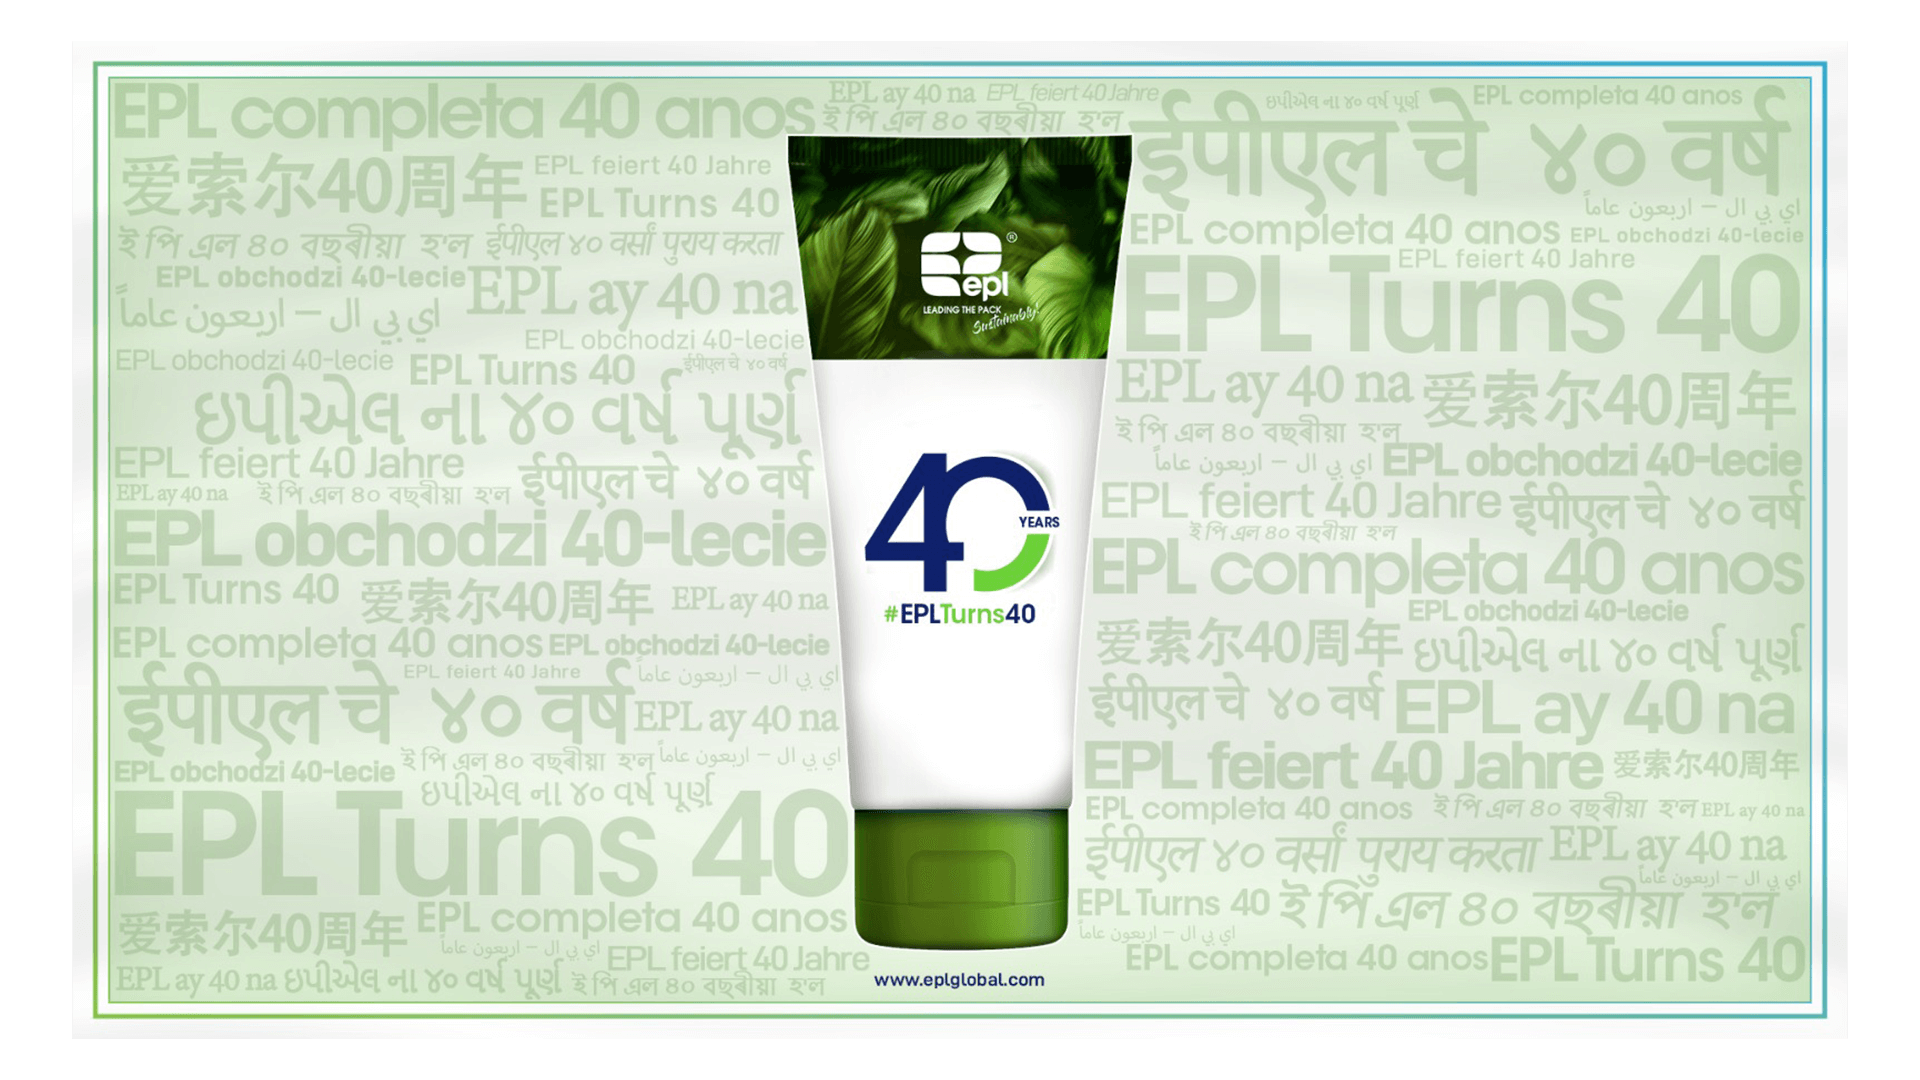 EPL completa 40 anos
爱索尔40周年
EPL feiert 40 Jahre
EPL Turns 40
ই পি এল ৪০ বছৰীয়া হ'ল
ईपीएल ४० वर्सां पुराय करता
EPL obchodzi 40-lecie
EPL ay 40 na
اي بي ال – اربعون عاماً
EPL obchodzi 40-lecie
EPL obchodzi 40-lecie
EPL Turns 40
ईपीएल चे ४० वर्ष
ઇપીએલ ના ૪૦ વર્ષ પૂર્ણ
EPL feiert 40 Jahre
EPL ay 40 na
ই পি এল ৪০ বছৰীয়া হ'ল
ईपीएल चे ४० वर्ष
EPL obchodzi 40-lecie
EPL Turns 40
爱索尔40周年
EPL ay 40 na
EPL completa 40 anos
EPL obchodzi 40-lecie
EPL feiert 40 Jahre
اي بي ال – اربعون عاماً
ईपीएल चे ४० वर्ष
EPL ay 40 na
EPL obchodzi 40-lecie
ই পি এল ৪০ বছৰীয়া হ'ল
اي بي ال – اربعون عاماً
ઇપીએલ ના ૪૦ વર્ષ પૂર્ણ
EPL Turns 40
爱索尔40周年
EPL completa 40 anos
اي بي ال – اربعون عاماً
EPL feiert 40 Jahre
EPL ay 40 na
ઇપીએલ ના ૪૦ વર્ષ પૂર્ણ
ই পি এল ৪০ বছৰীয়া হ'ল
EPL ay 40 na
EPL feiert 40 Jahre
ই পি এল ৪০ বছৰীয়া হ'ল
epl®
LEADING THE PACK
Sustainably!
40
YEARS
#EPLTurns40
www.eplglobal.com
ઇપીએલ ના ૪૦ વર્ષ પૂર્ણ
EPL completa 40 anos
ईपीएल चे ४० वर्ष
اي بي ال – اربعون عاماً
EPL completa 40 anos
EPL obchodzi 40-lecie
EPL feiert 40 Jahre
EPL Turns 40
EPL ay 40 na
爱索尔40周年
ই পি এল ৪০ বছৰীয়া হ'ল
اي بي ال – اربعون عاماً
EPL obchodzi 40-lecie
EPL feiert 40 Jahre
ईपीएल चे ४० वर्ष
ই পি এল ৪০ বছৰীয়া হ'ল
EPL completa 40 anos
EPL obchodzi 40-lecie
爱索尔40周年
ઇપીએલ ના ૪૦ વર્ષ પૂર્ણ
ईपीएल चे ४० वर्ष
EPL ay 40 na
EPL feiert 40 Jahre
爱索尔40周年
EPL completa 40 anos
ই পি এল ৪০ বছৰীয়া হ'ল
EPL ay 40 na
ईपीएल ४० वर्सां पुराय करता
EPL ay 40 na
اي بي ال – اربعون عاماً
EPL Turns 40
ই পি এল ৪০ বছৰীয়া হ'ল
اي بي ال – اربعون عاماً
EPL completa 40 anos
EPL Turns 40